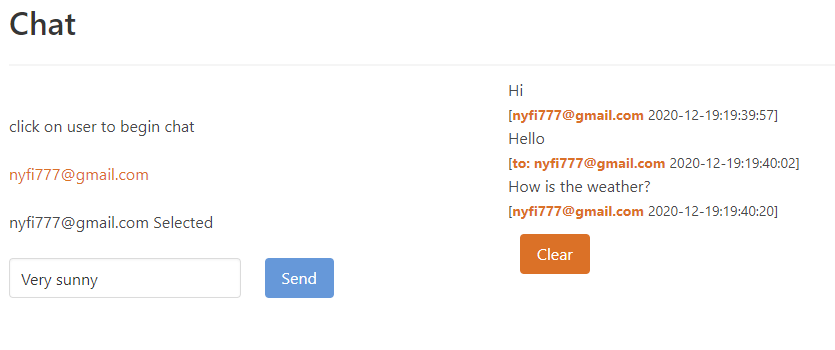 Chat
click on user to begin chat
nyfi777@gmail.com
nyfi777@gmail.com Selected
Very sunny
Send
Hi
[nyfi777@gmail.com 2020-12-19:19:39:57]
Hello
[to: nyfi777@gmail.com 2020-12-19:19:40:02]
How is the weather?
[nyfi777@gmail.com 2020-12-19:19:40:20]
Clear